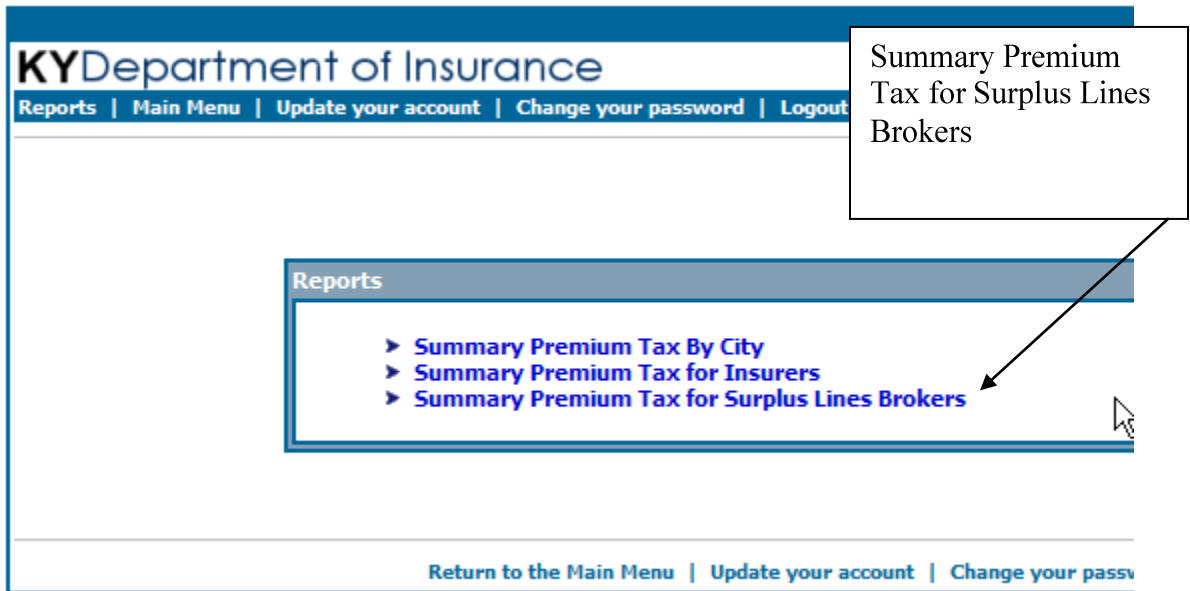 KYDepartment of Insurance
Reports | Main Menu | Update your account | Change your password | Logout
Summary Premium
Tax for Surplus Lines
Brokers
Reports
Summary Premium Tax By City
Summary Premium Tax for Insurers
Summary Premium Tax for Surplus Lines Brokers
Return to the Main Menu | Update your account | Change your